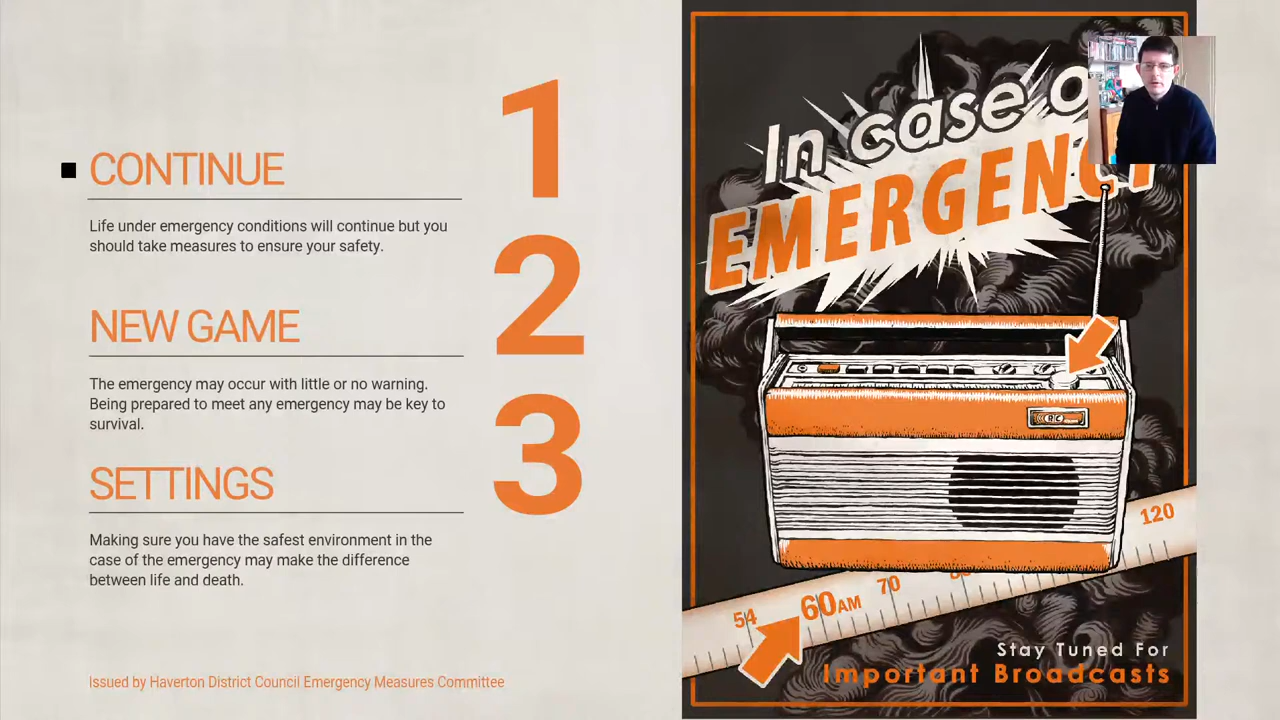 CONTINUE
1
Life under emergency conditions will continue but you
should take measures to ensure your safety.
NEW GAME
2
The emergency may occur with little or no warning.
Being prepared to meet any emergency may be key to
survival.
SETTINGS
3
Making sure you have the safest environment in the
case of the emergency may make the difference
between life and death.
Issued by Haverton District Council Emergency Measures Committee
In case o
EMERGENCY
54 60AM 70 120
Stay Tuned For
Important Broadcasts